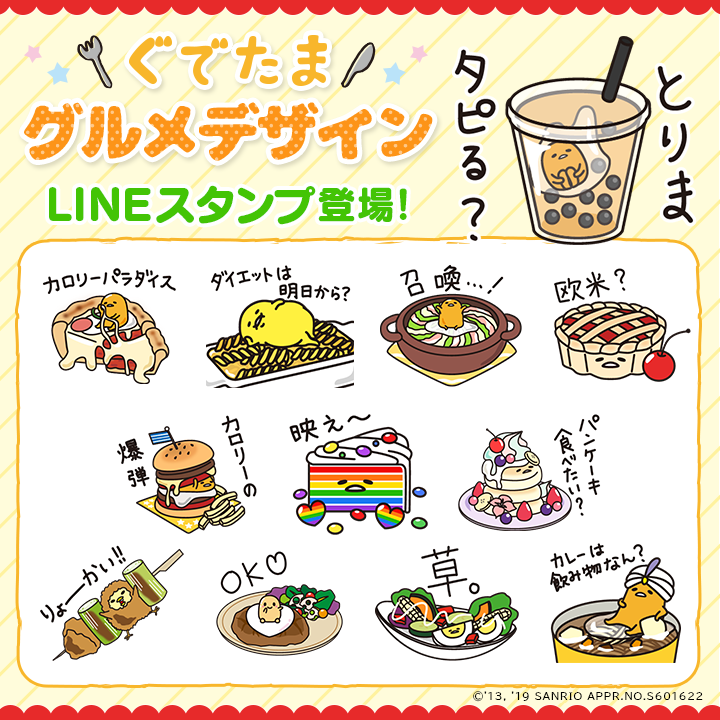 ぐでたま
グルメデザイン
LINEスタンプ登場!
とりま
タピる?
カロリーパラダイス
ダイエットは
明日から?
召喚…!
欧米?
カロリーの
爆弾
映え〜
パンケーキ
食べたい?
りょーかい!!
OK♡
草。
カレーは
飲み物なん?
©'13, '19 SANRIO APPR.NO.S601622